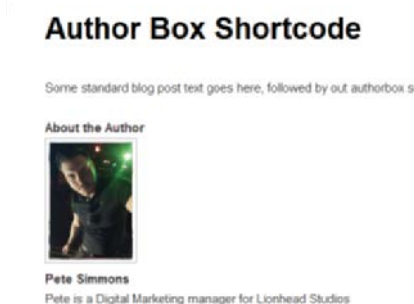 Author Box Shortcode
Some standard blog post text goes here, followed by out authorbox s
About the Author
Pete Simmons
Pete is a Digital Marketing manager for Lionhead Studios